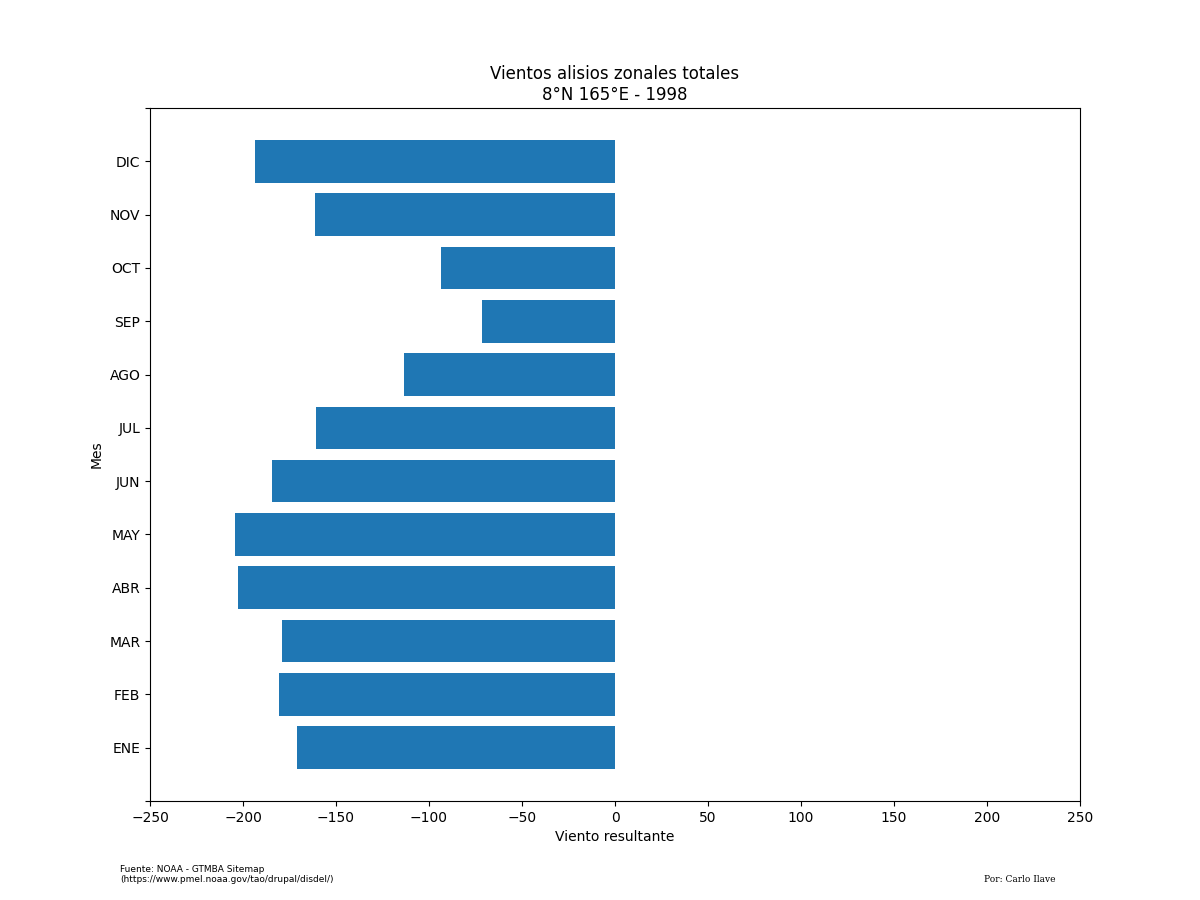 Vientos alisios zonales totales
8°N 165°E - 1998
DIC
NOV
OCT
SEP
AGO
JUL
JUN
MAY
ABR
MAR
FEB
ENE
Mes
−250 −200 −150 −100 −50 0 50 100 150 200 250
Viento resultante
Fuente: NOAA - GTMBA Sitemap
(https://www.pmel.noaa.gov/tao/drupal/disdel/)
Por: Carlo Ilave